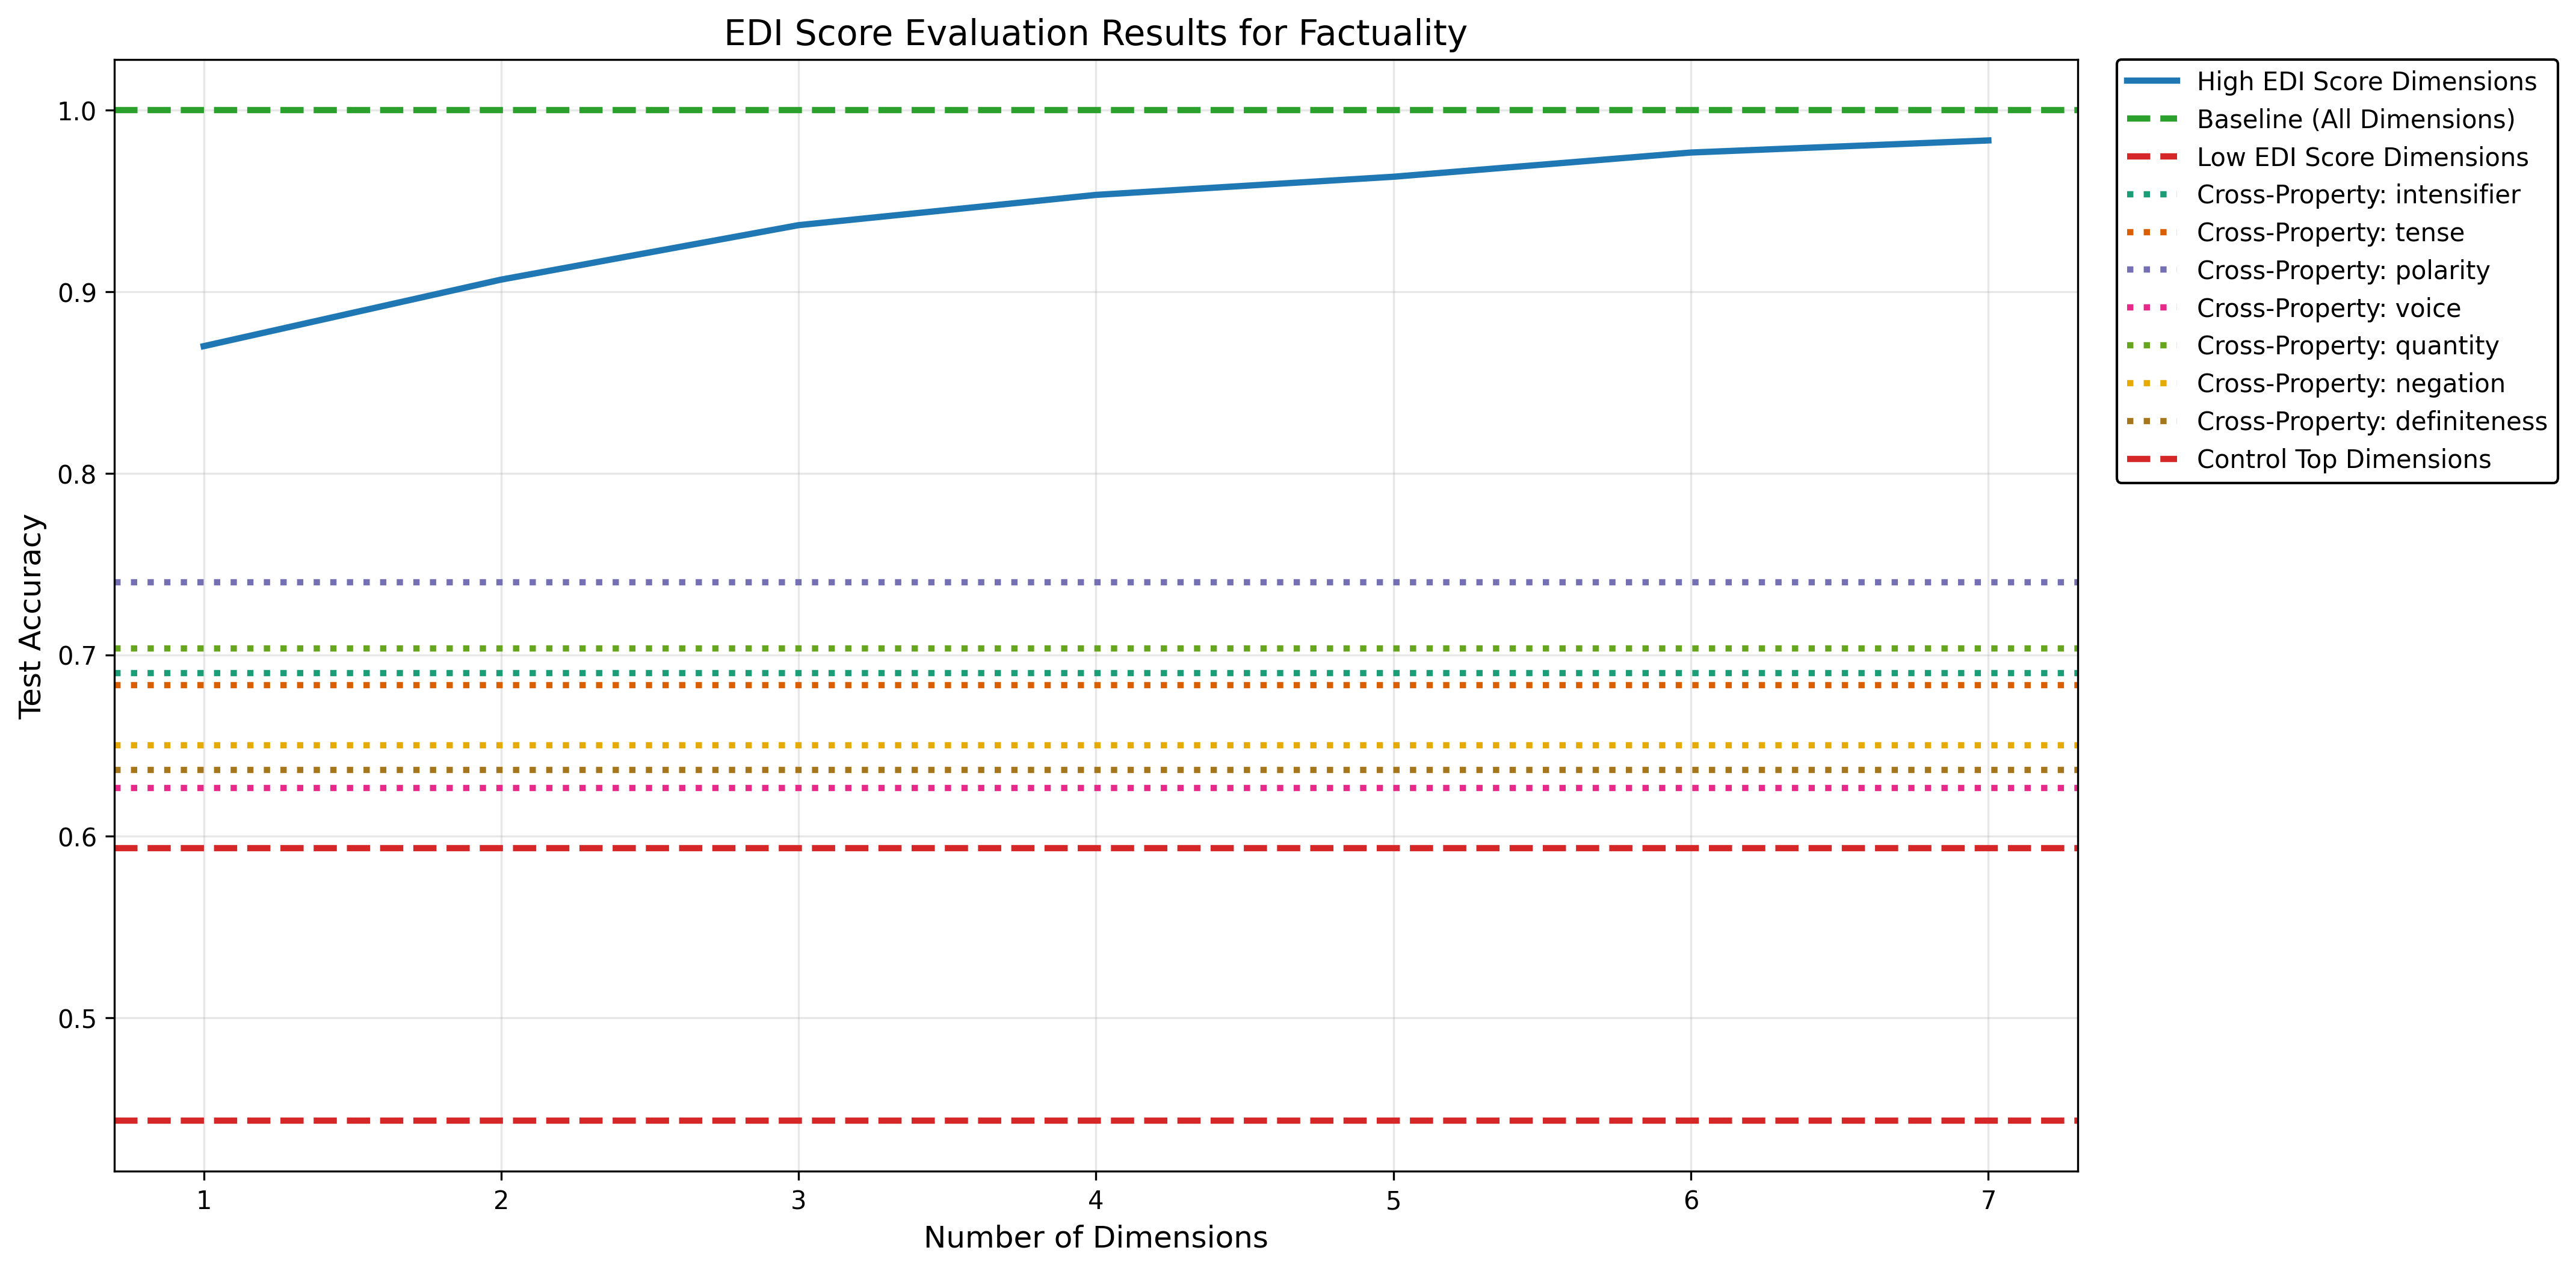 EDI Score Evaluation Results for Factuality
Test Accuracy
1.0
0.9
0.8
0.7
0.6
0.5
1
2
3
4
5
6
7
Number of Dimensions
High EDI Score Dimensions
Baseline (All Dimensions)
Low EDI Score Dimensions
Cross-Property: intensifier
Cross-Property: tense
Cross-Property: polarity
Cross-Property: voice
Cross-Property: quantity
Cross-Property: negation
Cross-Property: definiteness
Control Top Dimensions